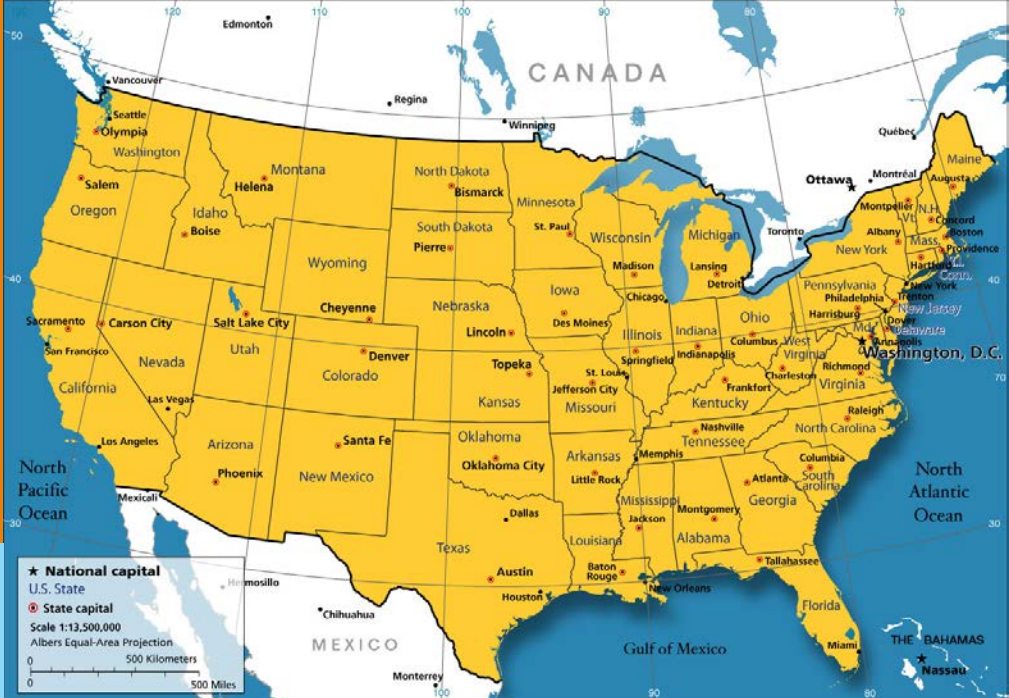 120
110
100
90
80
70
50
50
Edmonton
CANADA
Vancouver
Regina
Winnipeg
Québec
Seattle
Olympia
Washington
Montana
Helena
North Dakota
Bismarck
Minnesota
St. Paul
Ottawa
Montréal
Maine
Augusta
Salem
Oregon
Idaho
Boise
South Dakota
Pierre
Wisconsin
Michigan
Toronto
Montpelier
Vt.
N.H.
Concord
Albany
Boston
Mass.
Providence
New York
Hartford
R.I.
Conn.
Wyoming
Madison
Lansing
Detroit
40
40
Iowa
Chicago
Pennsylvania
New York
Philadelphia
Trenton
New Jersey
Harrisburg
Nebraska
Cheyenne
Lincoln
Des Moines
Ohio
Columbus
Dover
Delaware
Md.
Annapolis
Washington, D.C.
Sacramento
Carson City
Salt Lake City
Illinois
Indiana
Indianapolis
West
Virginia
San Francisco
Nevada
Utah
Denver
Colorado
Topeka
Springfield
St. Louis
Jefferson City
Charleston
Richmond
Virginia
70
California
Las Vegas
Kansas
Missouri
Frankfort
Kentucky
Raleigh
North Carolina
Los Angeles
Arizona
Santa Fe
Oklahoma
Nashville
Tennessee
Memphis
Arkansas
Columbia
South
Carolina
North
Pacific
Ocean
Phoenix
New Mexico
Oklahoma City
Little Rock
Atlanta
Georgia
North
Atlantic
Ocean
Mexicali
Dallas
Mississippi
Jackson
Montgomery
Alabama
30
30
Texas
Louisiana
Tallahassee
Austin
Baton
Rouge
New Orleans
Houston
Florida
Hermosillo
Chihuahua
MEXICO
Gulf of Mexico
Miami
THE BAHAMAS
Nassau
Monterrey
100
90
80
National capital
U.S. State
State capital
Scale 1:13,500,000
Albers Equal-Area Projection
0 500 Kilometers
0 500 Miles